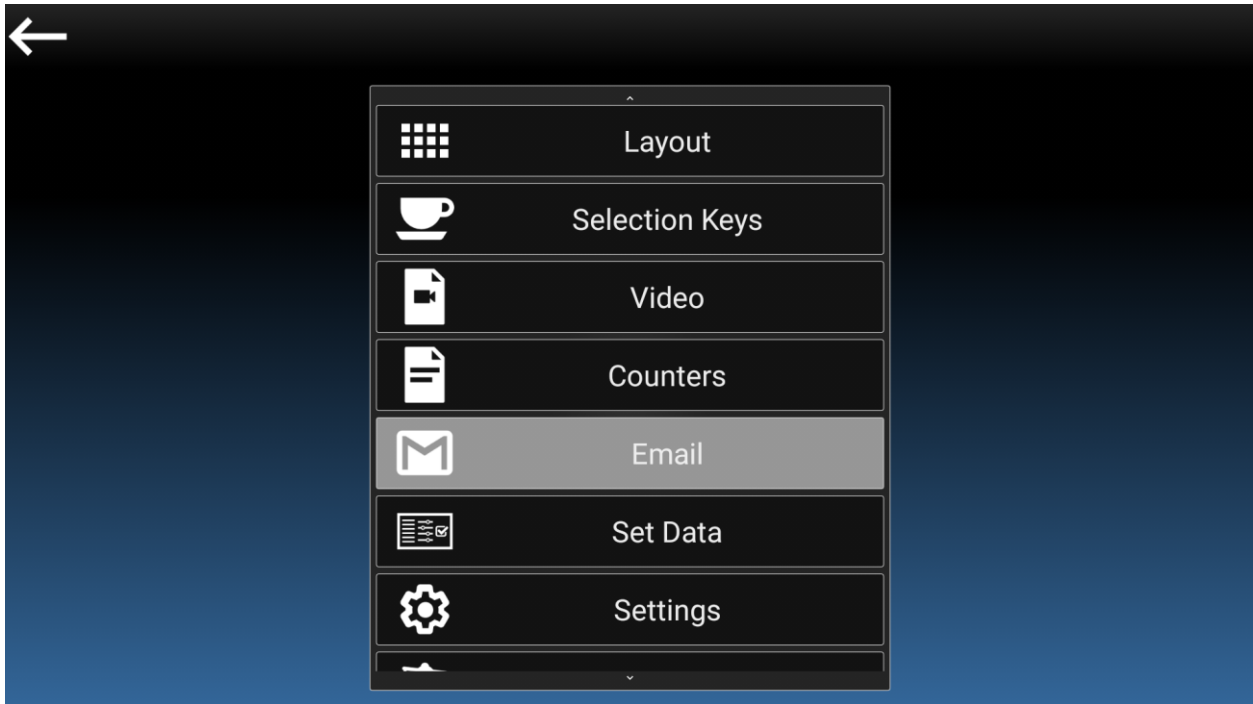 Layout
Selection Keys
Video
Counters
Email
Set Data
Settings